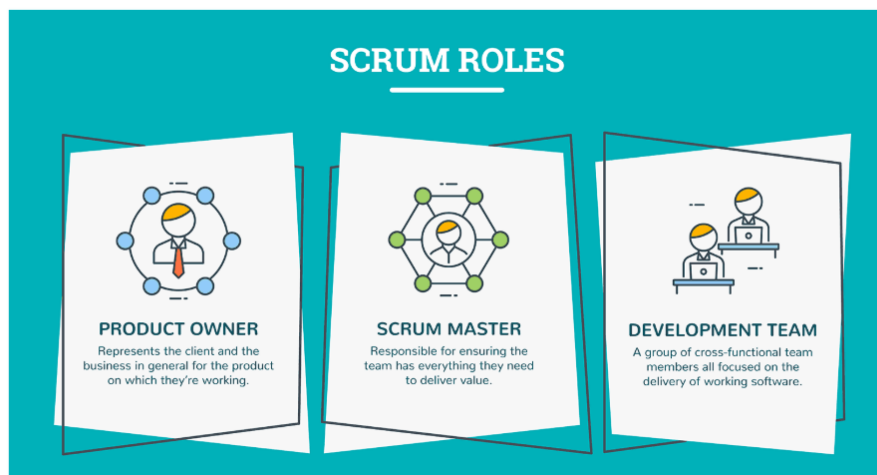 SCRUM ROLES
PRODUCT OWNER
Represents the client and the
business in general for the product
on which they're working.
SCRUM MASTER
Responsible for ensuring the
team has everything they need
to deliver value.
DEVELOPMENT TEAM
A group of cross-functional team
members all focused on the
delivery of working software.